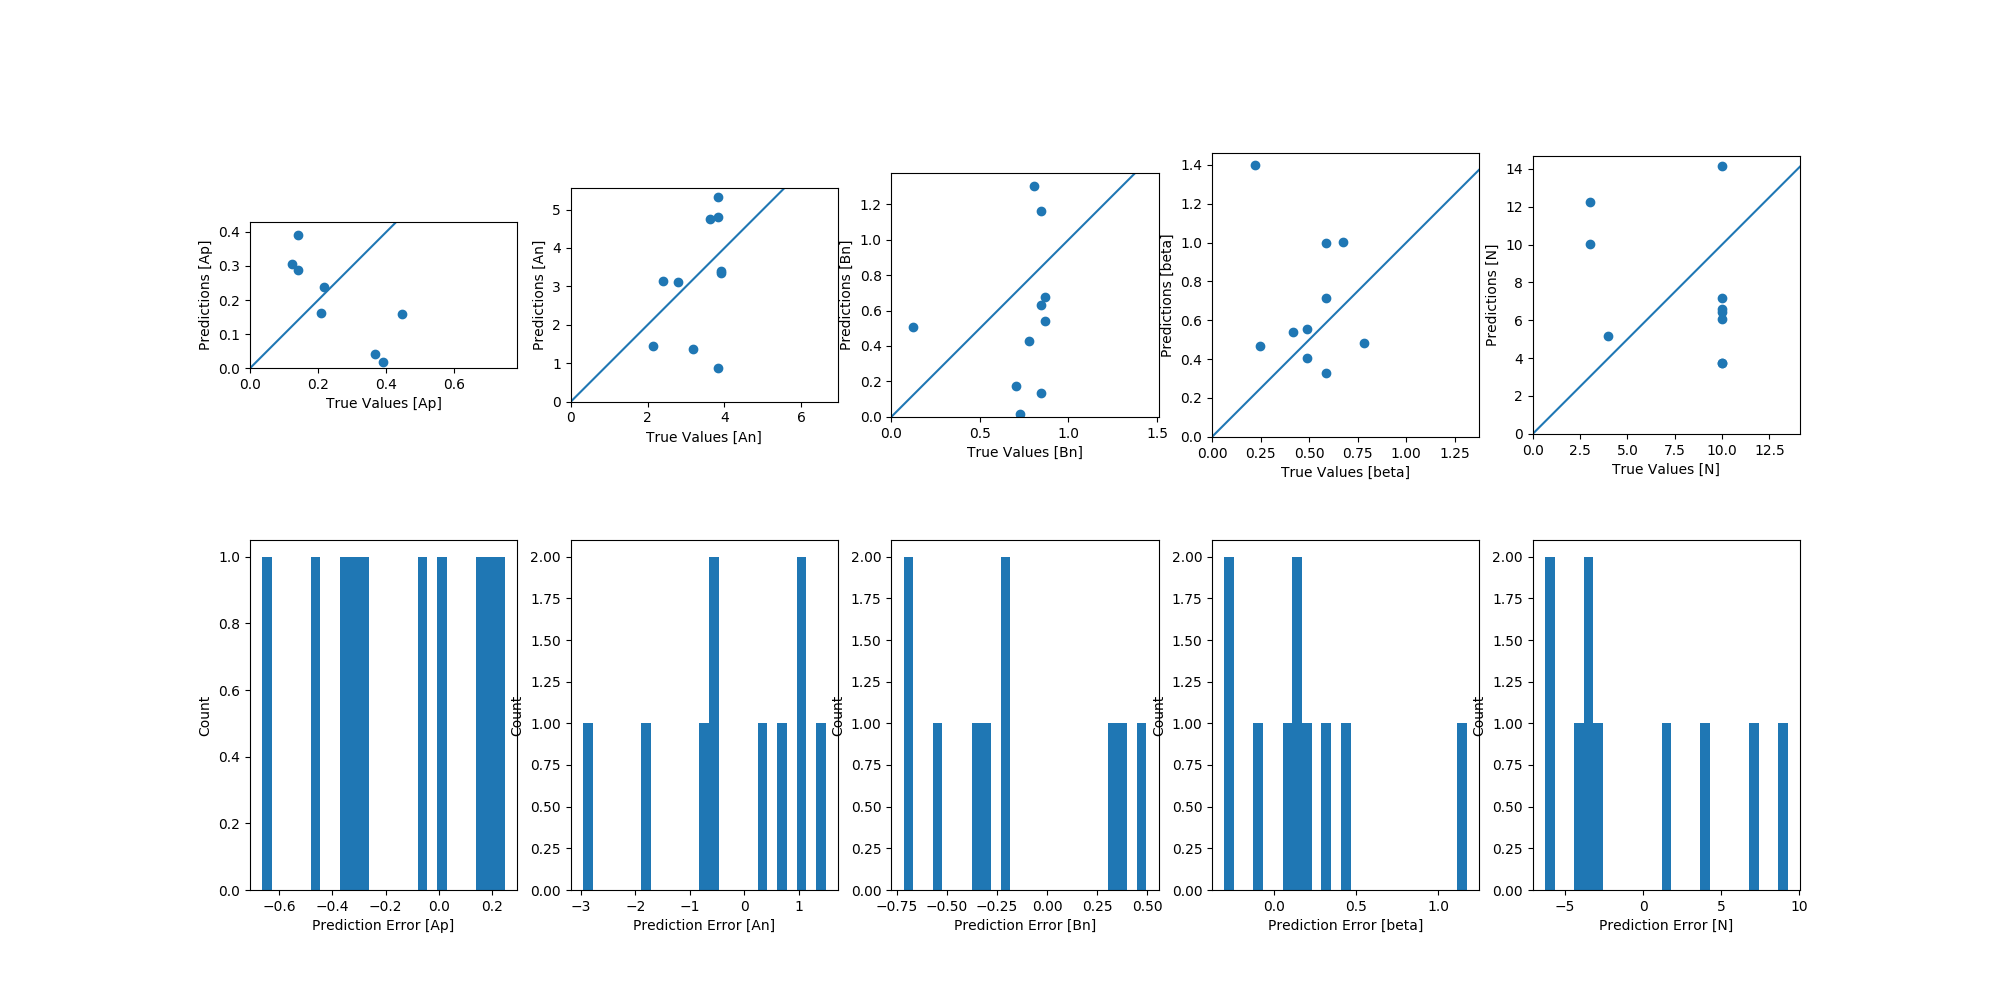 Predictions [Ap]
0.4
0.3
0.2
0.1
0.0
0.0 0.2 0.4 0.6
True Values [Ap]
Predictions [An]
5
4
3
2
1
0
0 2 4 6
True Values [An]
Predictions [Bn]
1.2
1.0
0.8
0.6
0.4
0.2
0.0
0.0 0.5 1.0 1.5
True Values [Bn]
Predictions [beta]
1.4
1.2
1.0
0.8
0.6
0.4
0.2
0.0
0.00 0.25 0.50 0.75 1.00 1.25
True Values [beta]
Predictions [N]
14
12
10
8
6
4
2
0
0.0 2.5 5.0 7.5 10.0 12.5
True Values [N]
Count
1.0
0.8
0.6
0.4
0.2
0.0
−0.6 −0.4 −0.2 0.0 0.2
Prediction Error [Ap]
Count
2.00
1.75
1.50
1.25
1.00
0.75
0.50
0.25
0.00
−3 −2 −1 0 1
Prediction Error [An]
Count
2.00
1.75
1.50
1.25
1.00
0.75
0.50
0.25
0.00
−0.75 −0.50 −0.25 0.00 0.25 0.50
Prediction Error [Bn]
Count
2.00
1.75
1.50
1.25
1.00
0.75
0.50
0.25
0.00
0.0 0.5 1.0
Prediction Error [beta]
Count
2.00
1.75
1.50
1.25
1.00
0.75
0.50
0.25
0.00
−5 0 5 10
Prediction Error [N]